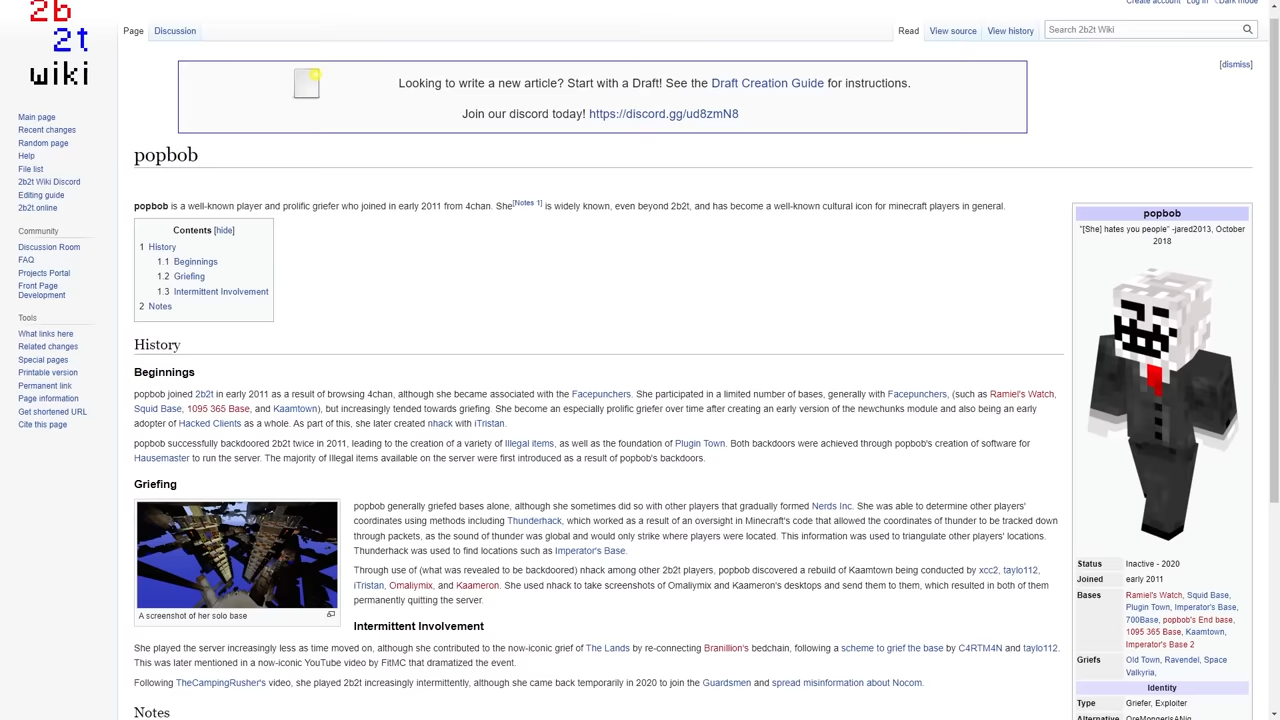 2b
2t
wiki
Create account Log in Dark mode
Page Discussion
Read View source View history
Search 2b2t Wiki
Looking to write a new article? Start with a Draft! See the Draft Creation Guide for instructions.
Join our discord today! https://discord.gg/ud8zmN8
[dismiss]
Main page
Recent changes
Random page
Help
File list
2b2t Wiki Discord
Editing guide
2b2t.online
Community
Discussion Room
FAQ
Projects Portal
Front Page
Development
Tools
What links here
Related changes
Special pages
Printable version
Permanent link
Page information
Get shortened URL
Cite this page
popbob
popbob is a well-known player and prolific griefer who joined in early 2011 from 4chan. She[Notes 1] is widely known, even beyond 2b2t, and has become a well-known cultural icon for minecraft players in general.
Contents [hide]
1 History
1.1 Beginnings
1.2 Griefing
1.3 Intermittent Involvement
2 Notes
History
Beginnings
popbob joined 2b2t in early 2011 as a result of browsing 4chan, although she became associated with the Facepunchers. She participated in a limited number of bases, generally with Facepunchers, (such as Ramiel's Watch,
Squid Base, 1095 365 Base, and Kaamtown), but increasingly tended towards griefing. She become an especially prolific griefer over time after creating an early version of the newchunks module and also being an early
adopter of Hacked Clients as a whole. As part of this, she later created nhack with iTristan.
popbob successfully backdoored 2b2t twice in 2011, leading to the creation of a variety of Illegal items, as well as the foundation of Plugin Town. Both backdoors were achieved through popbob's creation of software for
Hausemaster to run the server. The majority of Illegal items available on the server were first introduced as a result of popbob's backdoors.
Griefing
A screenshot of her solo base
popbob generally griefed bases alone, although she sometimes did so with other players that gradually formed Nerds Inc. She was able to determine other players'
coordinates using methods including Thunderhack, which worked as a result of an oversight in Minecraft's code that allowed the coordinates of thunder to be tracked down
through packets, as the sound of thunder was global and would only strike where players were located. This information was used to triangulate other players' locations.
Thunderhack was used to find locations such as Imperator's Base.
Through use of (what was revealed to be backdoored) nhack among other 2b2t players, popbob discovered a rebuild of Kaamtown being conducted by xcc2, taylo112,
iTristan, Omaliymix, and Kaameron. She used nhack to take screenshots of Omaliymix and Kaameron's desktops and send them to them, which resulted in both of them
permanently quitting the server.
Intermittent Involvement
She played the server increasingly less as time moved on, although she contributed to the now-iconic grief of The Lands by re-connecting Branillion's bedchain, following a scheme to grief the base by C4RTM4N and taylo112.
This was later mentioned in a now-iconic YouTube video by FitMC that dramatized the event.
Following TheCampingRusher's video, she played 2b2t increasingly infrequently, although she came back temporarily in 2020 to join the Guardsmen and spread misinformation about Nocom.
Notes
popbob
"[She] hates you people" -jared2013, October
2018
Status Inactive - 2020
Joined early 2011
Bases Ramiel's Watch, Squid Base,
Plugin Town, Imperator's Base,
700Base, popbob's End base,
1095 365 Base, Kaamtown,
Imperator's Base 2
Griefs Old Town, Ravendel, Space
Valkyria,
Identity
Type Griefer, Exploiter
Alternative OreMongerIsANig